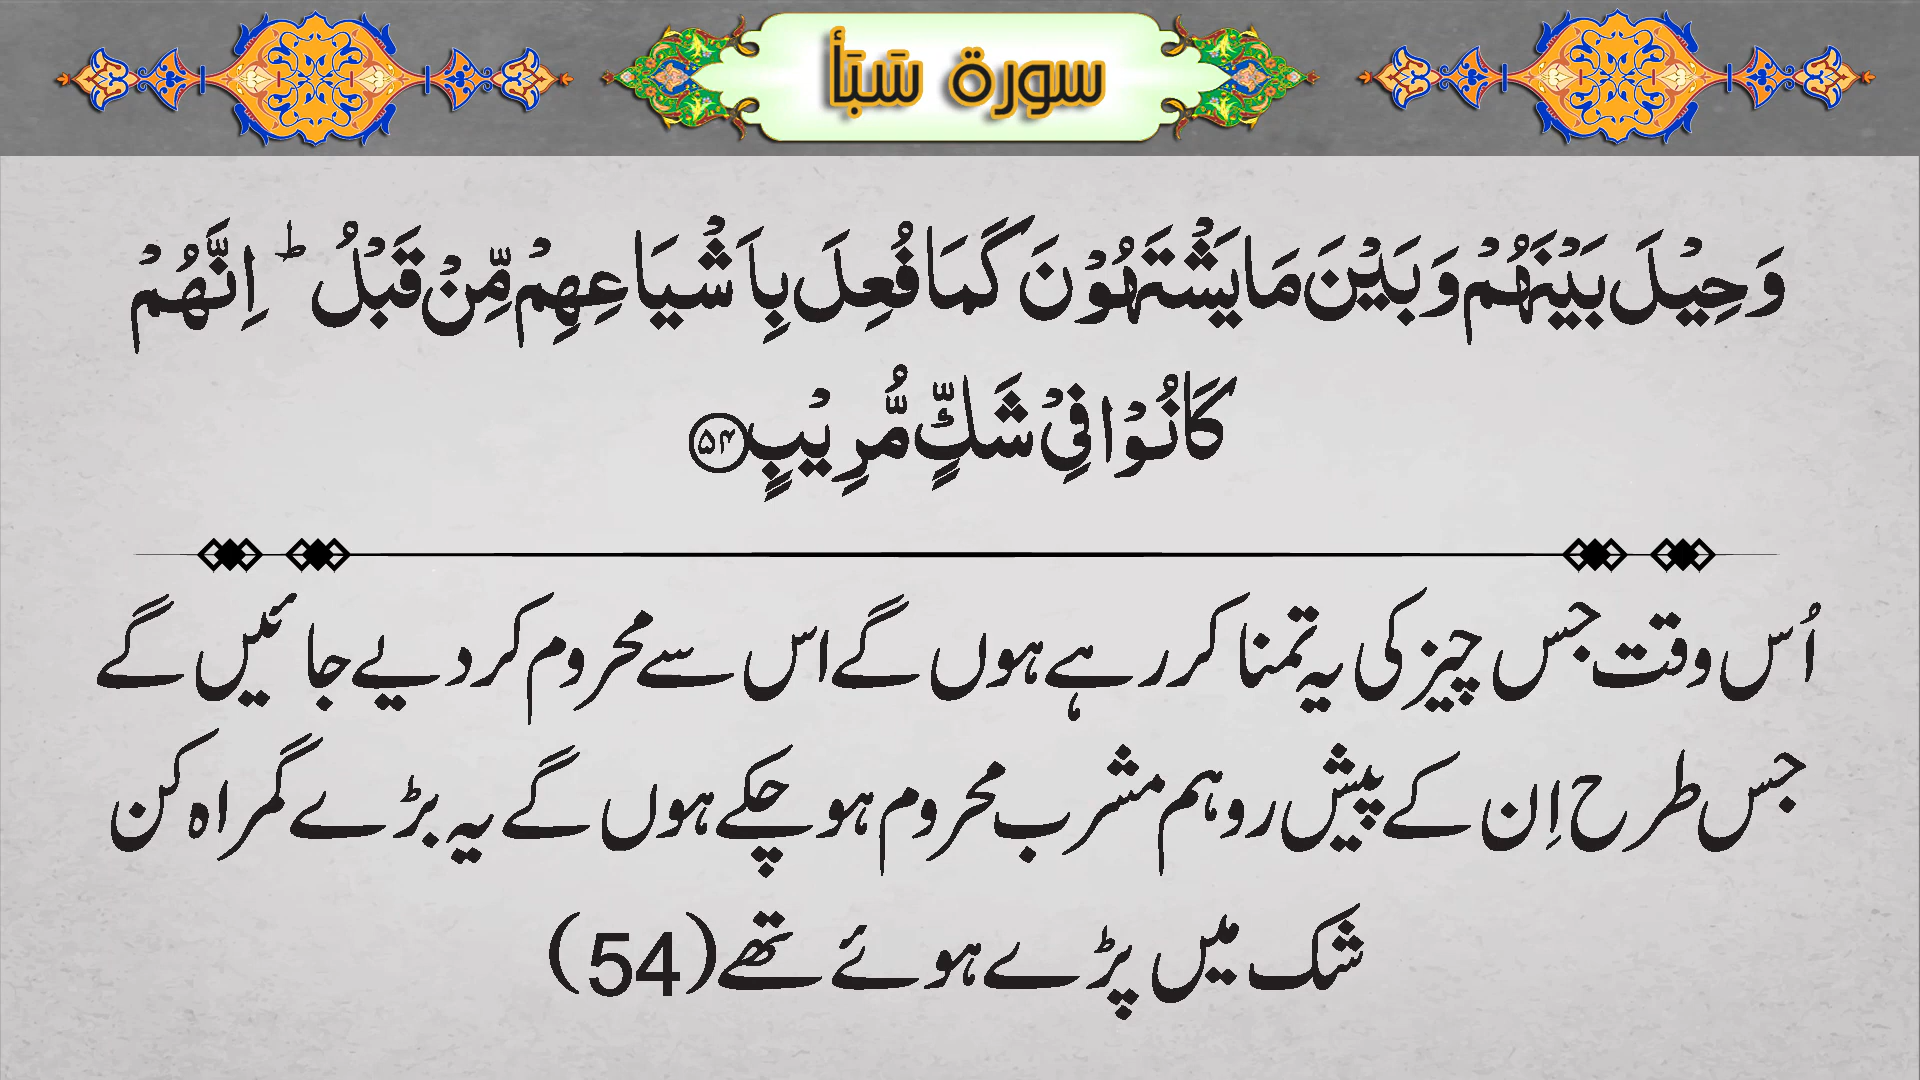 سورة سَبَأ
وَحِيْلَ بَيْنَهُمْ وَبَيْنَ مَا يَشْتَهُوْنَ كَمَا فُعِلَ بِاَشْيَاعِهِمْ مِّنْ قَبْلُ ؕ اِنَّهُمْ
كَانُوْا فِىْ شَكٍّ مُّرِيْبٍ ﴿۵۴﴾
اُس وقت جس چیز کی یہ تمنا کر رہے ہوں گے اس سے محروم کر دیے جائیں گے
جس طرح اِن کے پیش رو ہم مشرب محروم ہو چکے ہوں گے یہ بڑے گمراہ کن
شک میں پڑے ہوئے تھے (54)